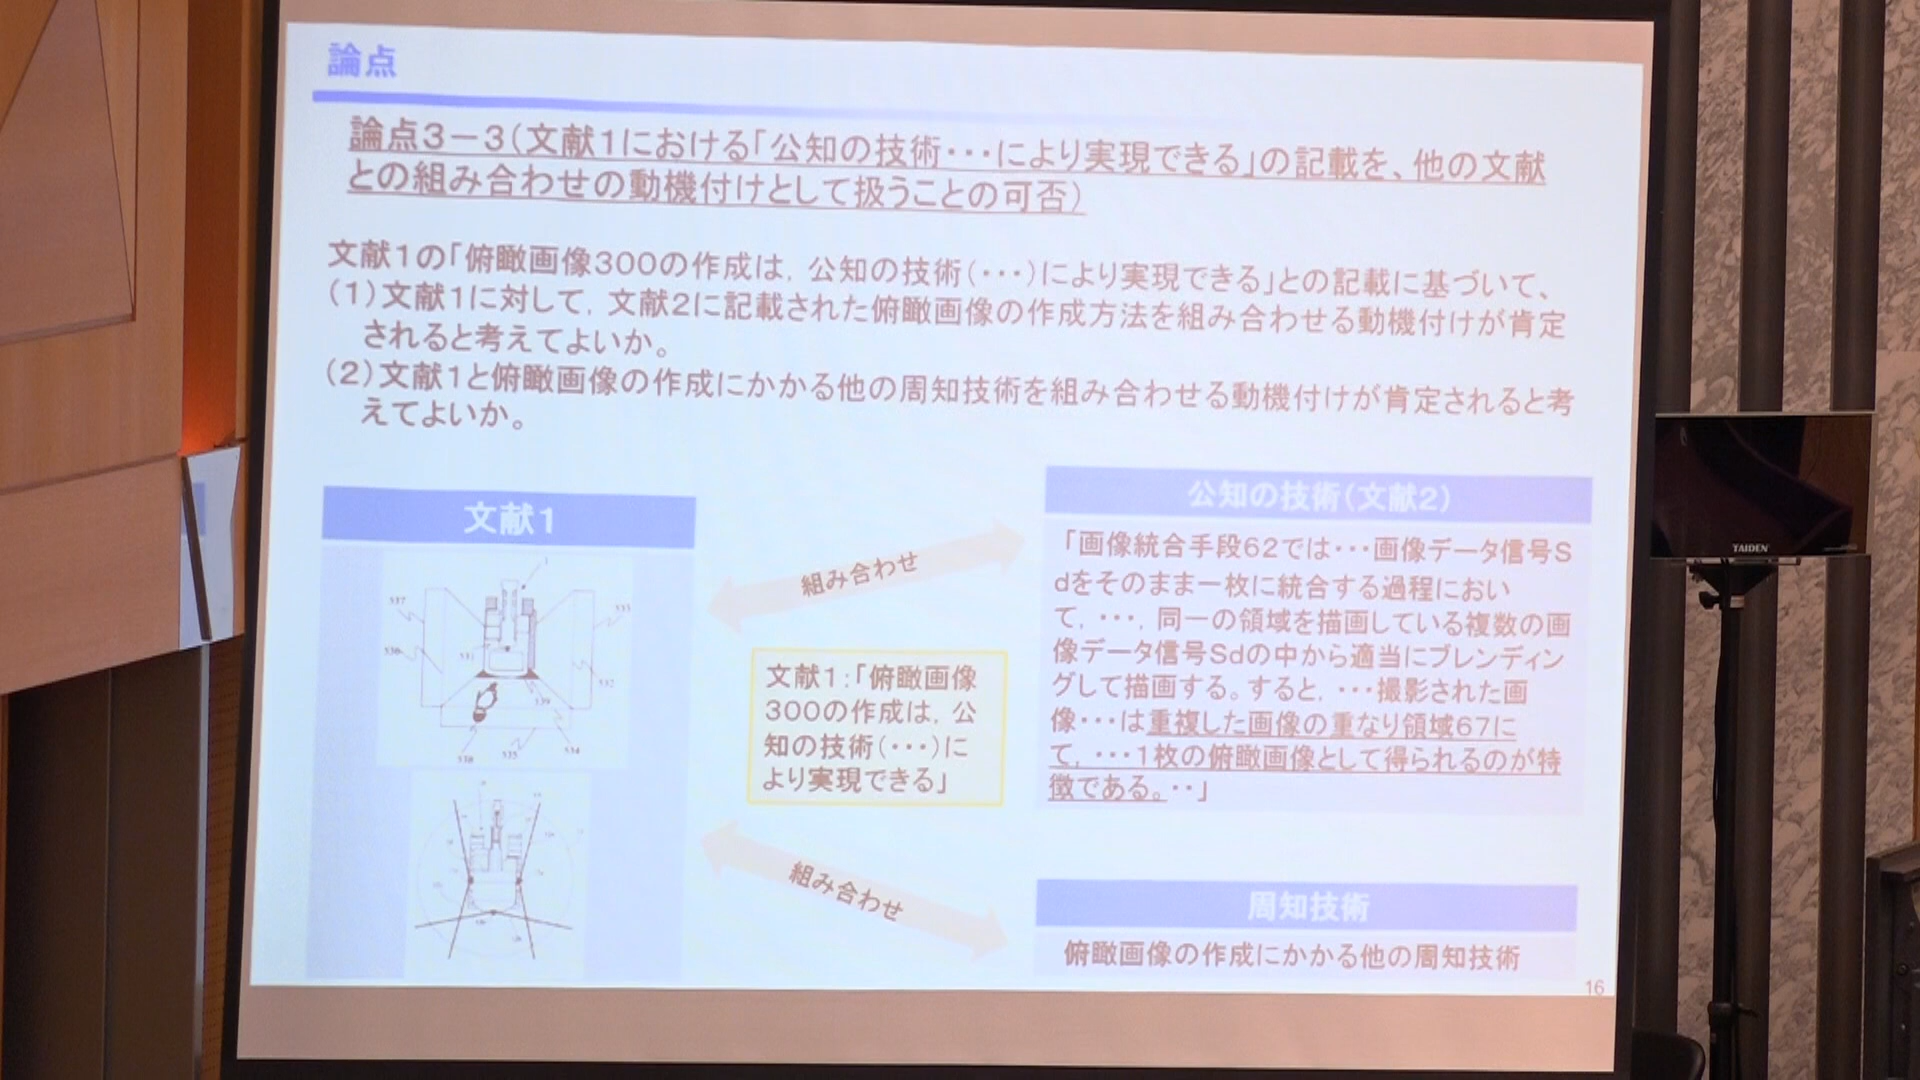 論点
論点3－3（文献1における「公知の技術・・・により実現できる」の記載を、他の文献
との組み合わせの動機付けとして扱うことの可否）
文献1の「俯瞰画像300の作成は，公知の技術（・・・）により実現できる」との記載に基づいて、
（1）文献1に対して，文献2に記載された俯瞰画像の作成方法を組み合わせる動機付けが肯定
されると考えてよいか。
（2）文献1と俯瞰画像の作成にかかる他の周知技術を組み合わせる動機付けが肯定されると考
えてよいか。
文献1
537
533
536
531
532
539
538
535
534
組み合わせ
文献1：「俯瞰画像
300の作成は，公
知の技術（・・・）に
より実現できる」
組み合わせ
公知の技術（文献2）
「画像統合手段62では・・・画像データ信号S
dをそのまま一枚に統合する過程におい
て，・・・，同一の領域を描画している複数の画
像データ信号Sdの中から適当にブレンディン
グして描画する。すると，・・・撮影された画
像・・・は重複した画像の重なり領域67に
て，・・・1枚の俯瞰画像として得られるのが特
徴である。・・」
周知技術
俯瞰画像の作成にかかる他の周知技術
16
TAIDEN